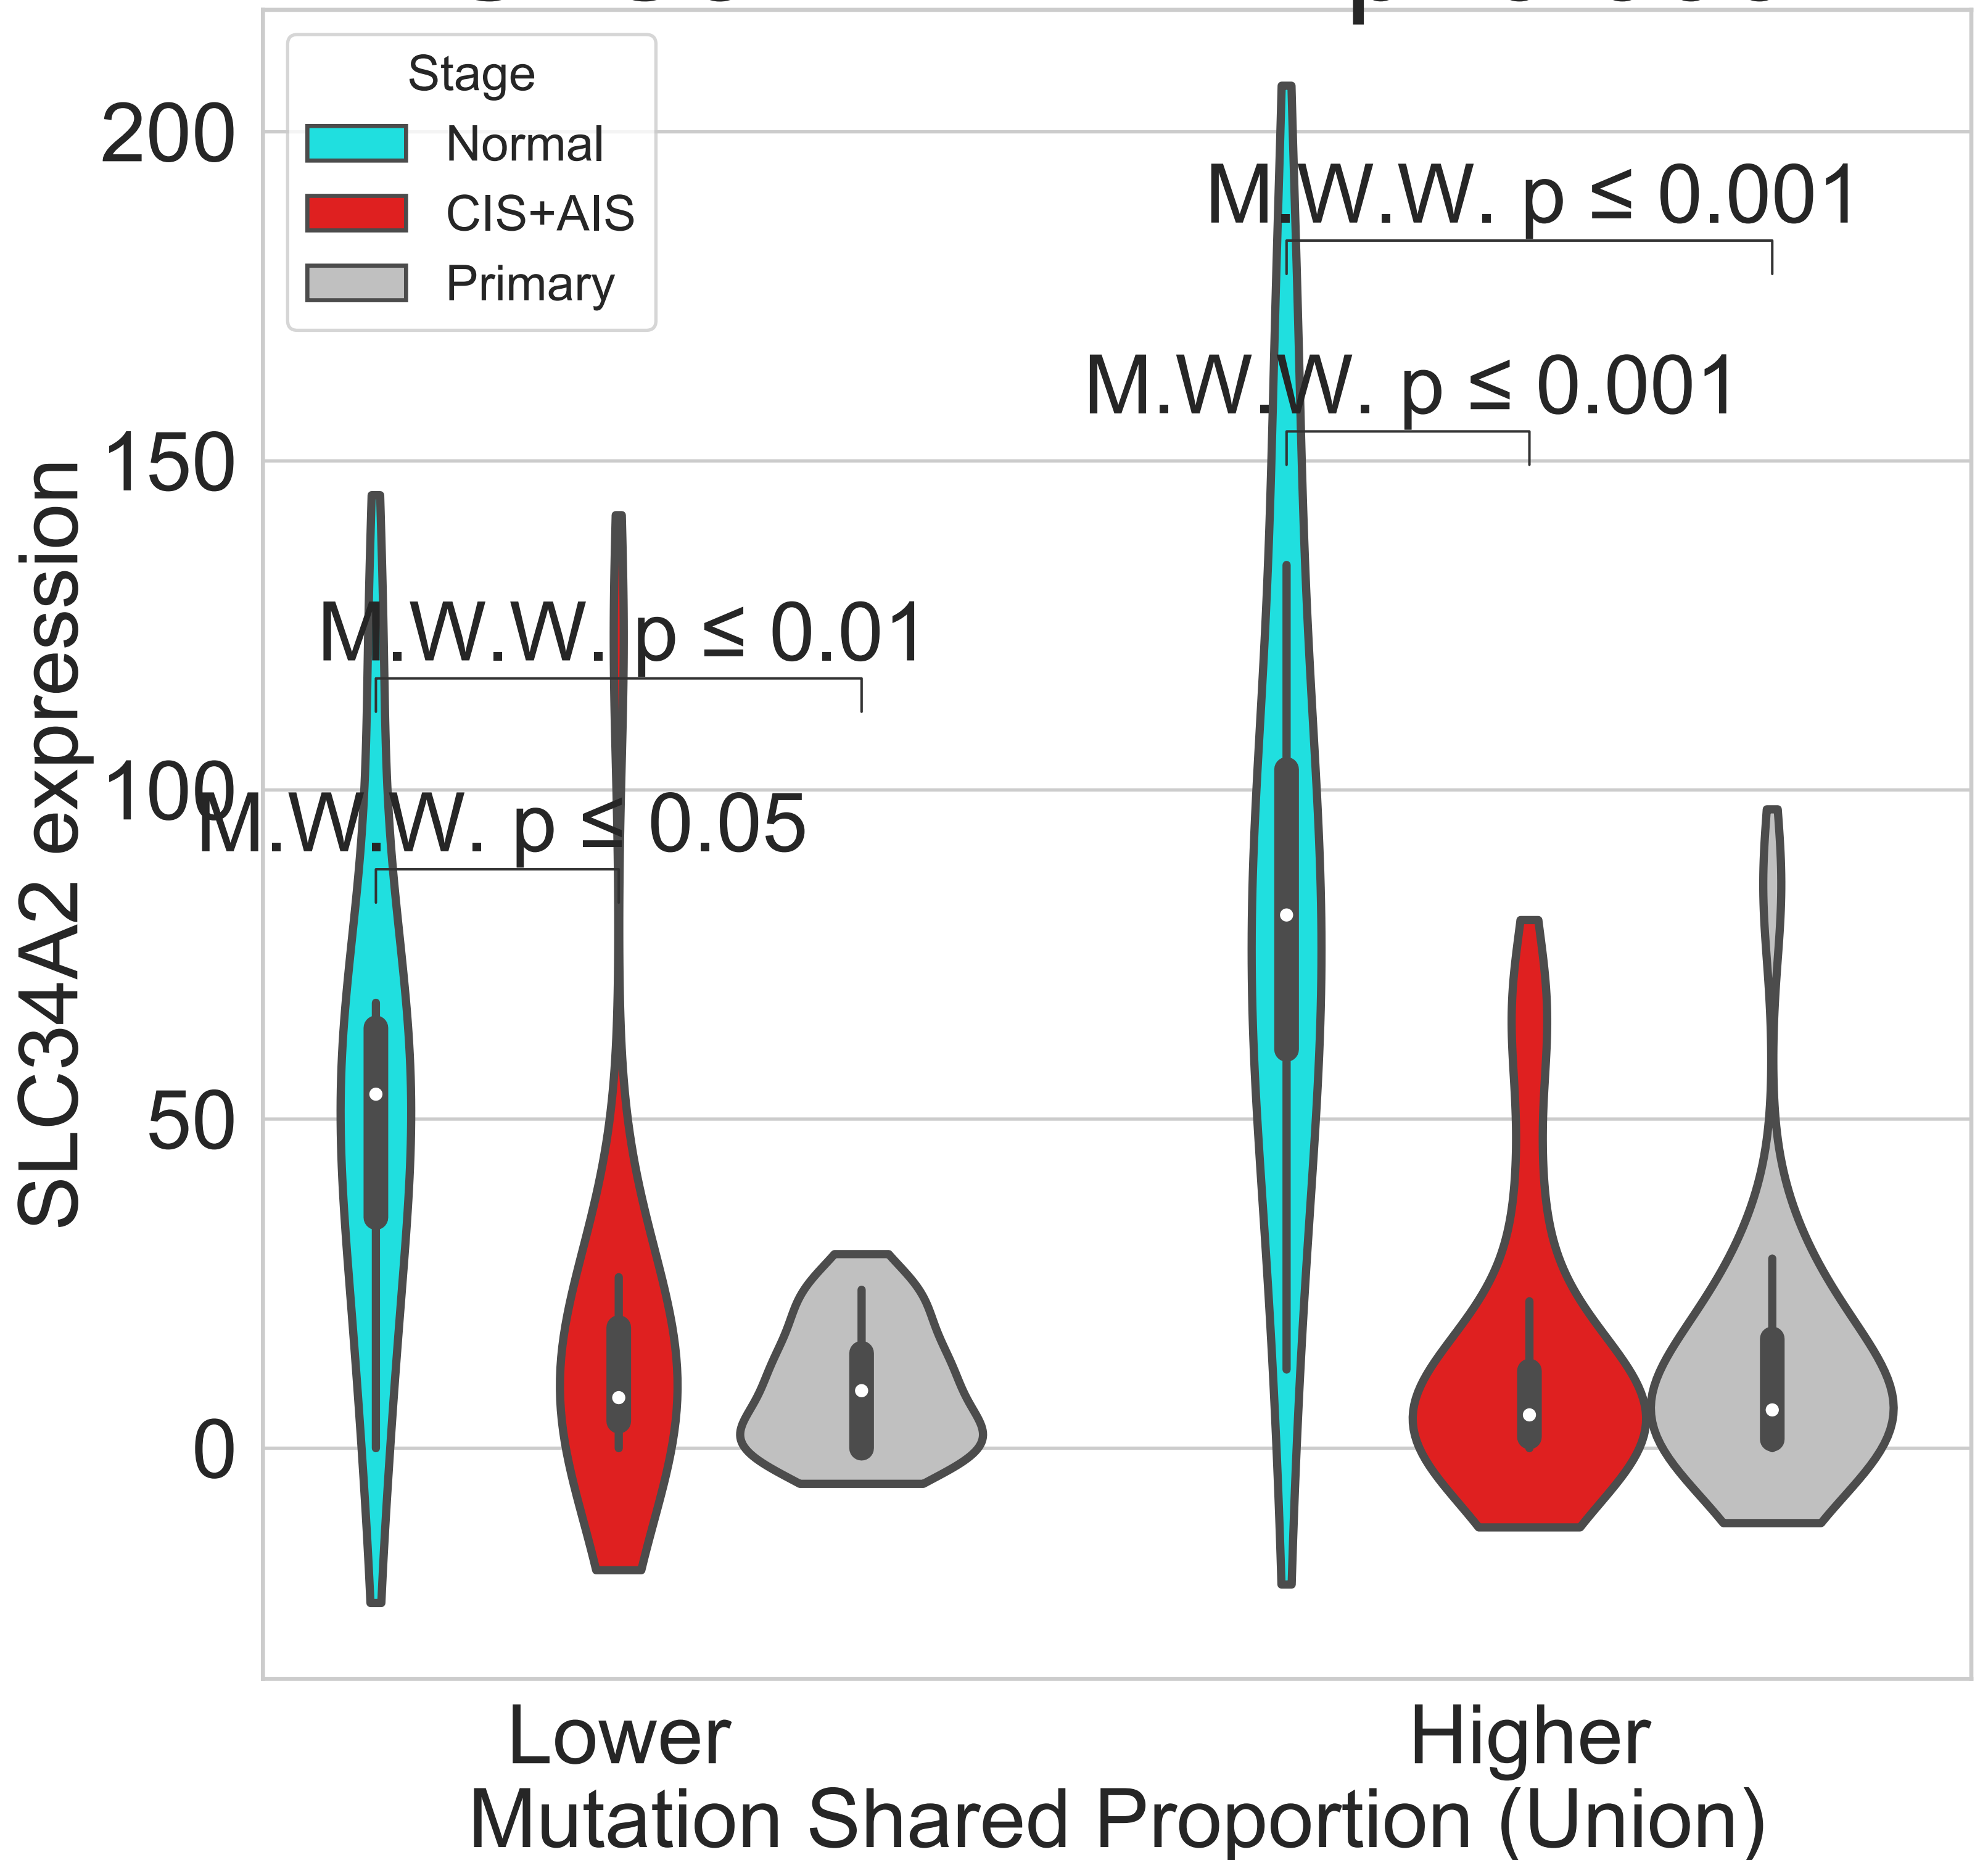 Stage
Normal
CIS+AIS
Primary
200
150
100
50
0
SLC34A2 expression
M.W.W. p ≤ 0.001
M.W.W. p ≤ 0.001
M.W.W. p ≤ 0.01
M.W.W. p ≤ 0.05
Lower
Higher
Mutation Shared Proportion (Union)